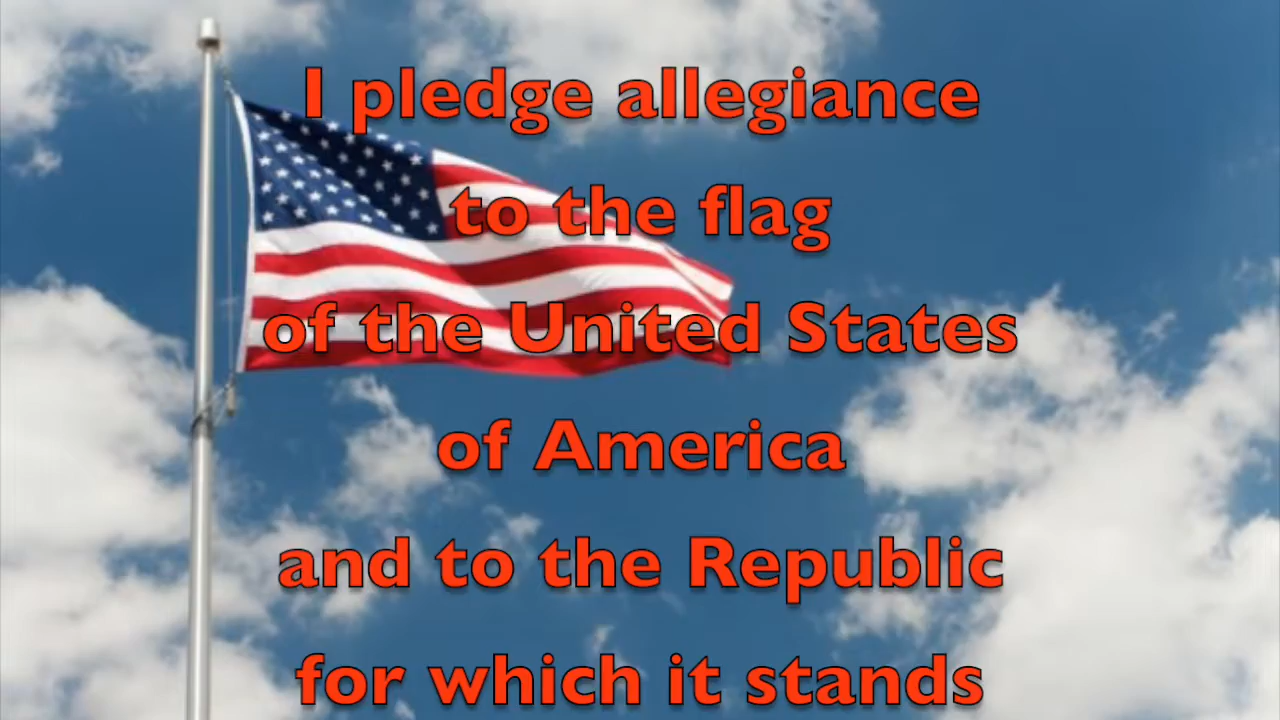 I pledge allegiance
to the flag
of the United States
of America
and to the Republic
for which it stands